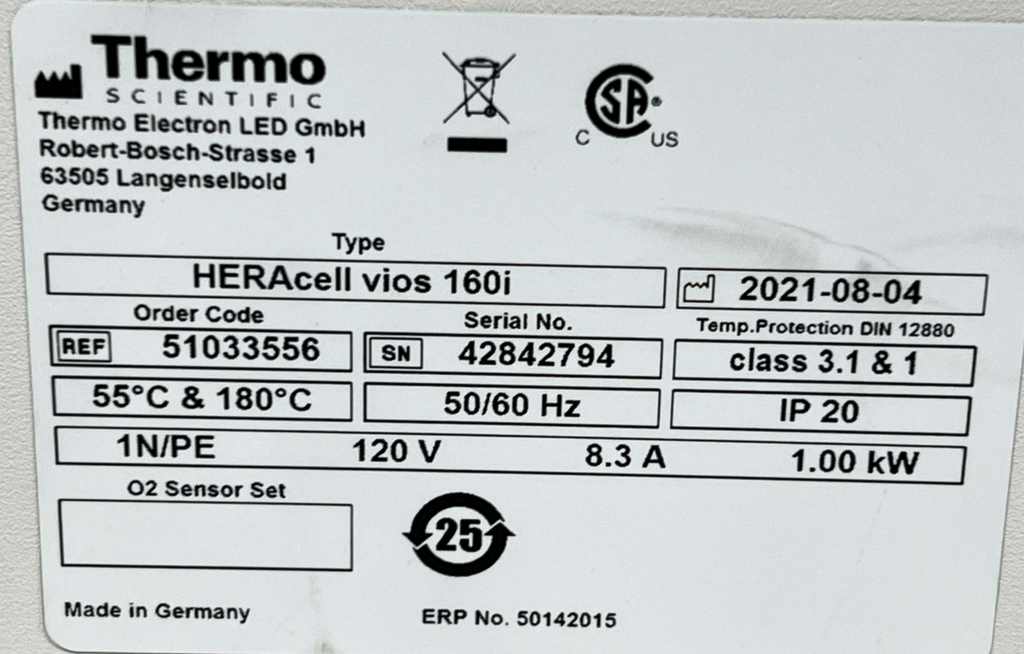 Thermo
SCIENTIFIC
Thermo Electron LED GmbH
Robert-Bosch-Strasse 1
63505 Langenselbold
Germany
C SA® US
Type
HERAcell vios 160i
2021-08-04
Order Code
Serial No.
Temp.Protection DIN 12880
REF 51033556
SN 42842794
class 3.1 & 1
55°C & 180°C
50/60 Hz
IP 20
1N/PE 120 V 8.3 A 1.00 kW
O2 Sensor Set
25
Made in Germany
ERP No. 50142015